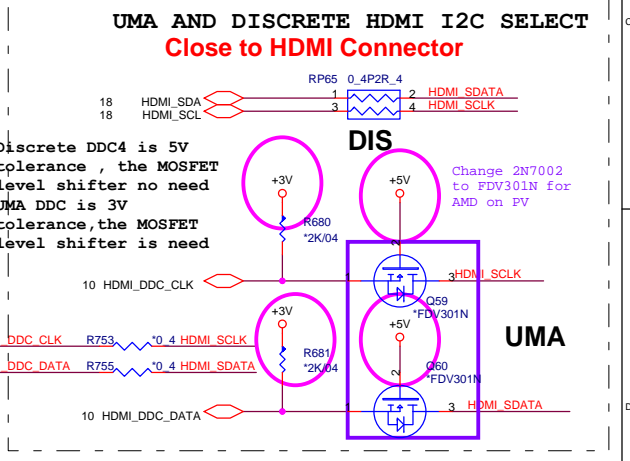 UMA AND DISCRETE HDMI I2C SELECT
Close to HDMI Connector
RP65 0_4P2R_4
18 HDMI_SDA 1 2 HDMI_SDATA
18 HDMI_SCL 3 4 HDMI_SCLK
DIS
Discrete DDC4 is 5V
tolerance , the MOSFET
level shifter no need
UMA DDC is 3V
tolerance,the MOSFET
level shifter is need
+3V
+5V
Change 2N7002
to FDV301N for
AMD on PV
R680
*2K/04
2
10 HDMI_DDC_CLK 1 3 HDMI_SCLK
Q59
*FDV301N
+3V
+5V
UMA
DDC_CLK R753 *0_4 HDMI_SCLK
DDC_DATA R755 *0_4 HDMI_SDATA
R681
*2K/04
2
Q60
*FDV301N
10 HDMI_DDC_DATA 1 3 HDMI_SDATA
C
D